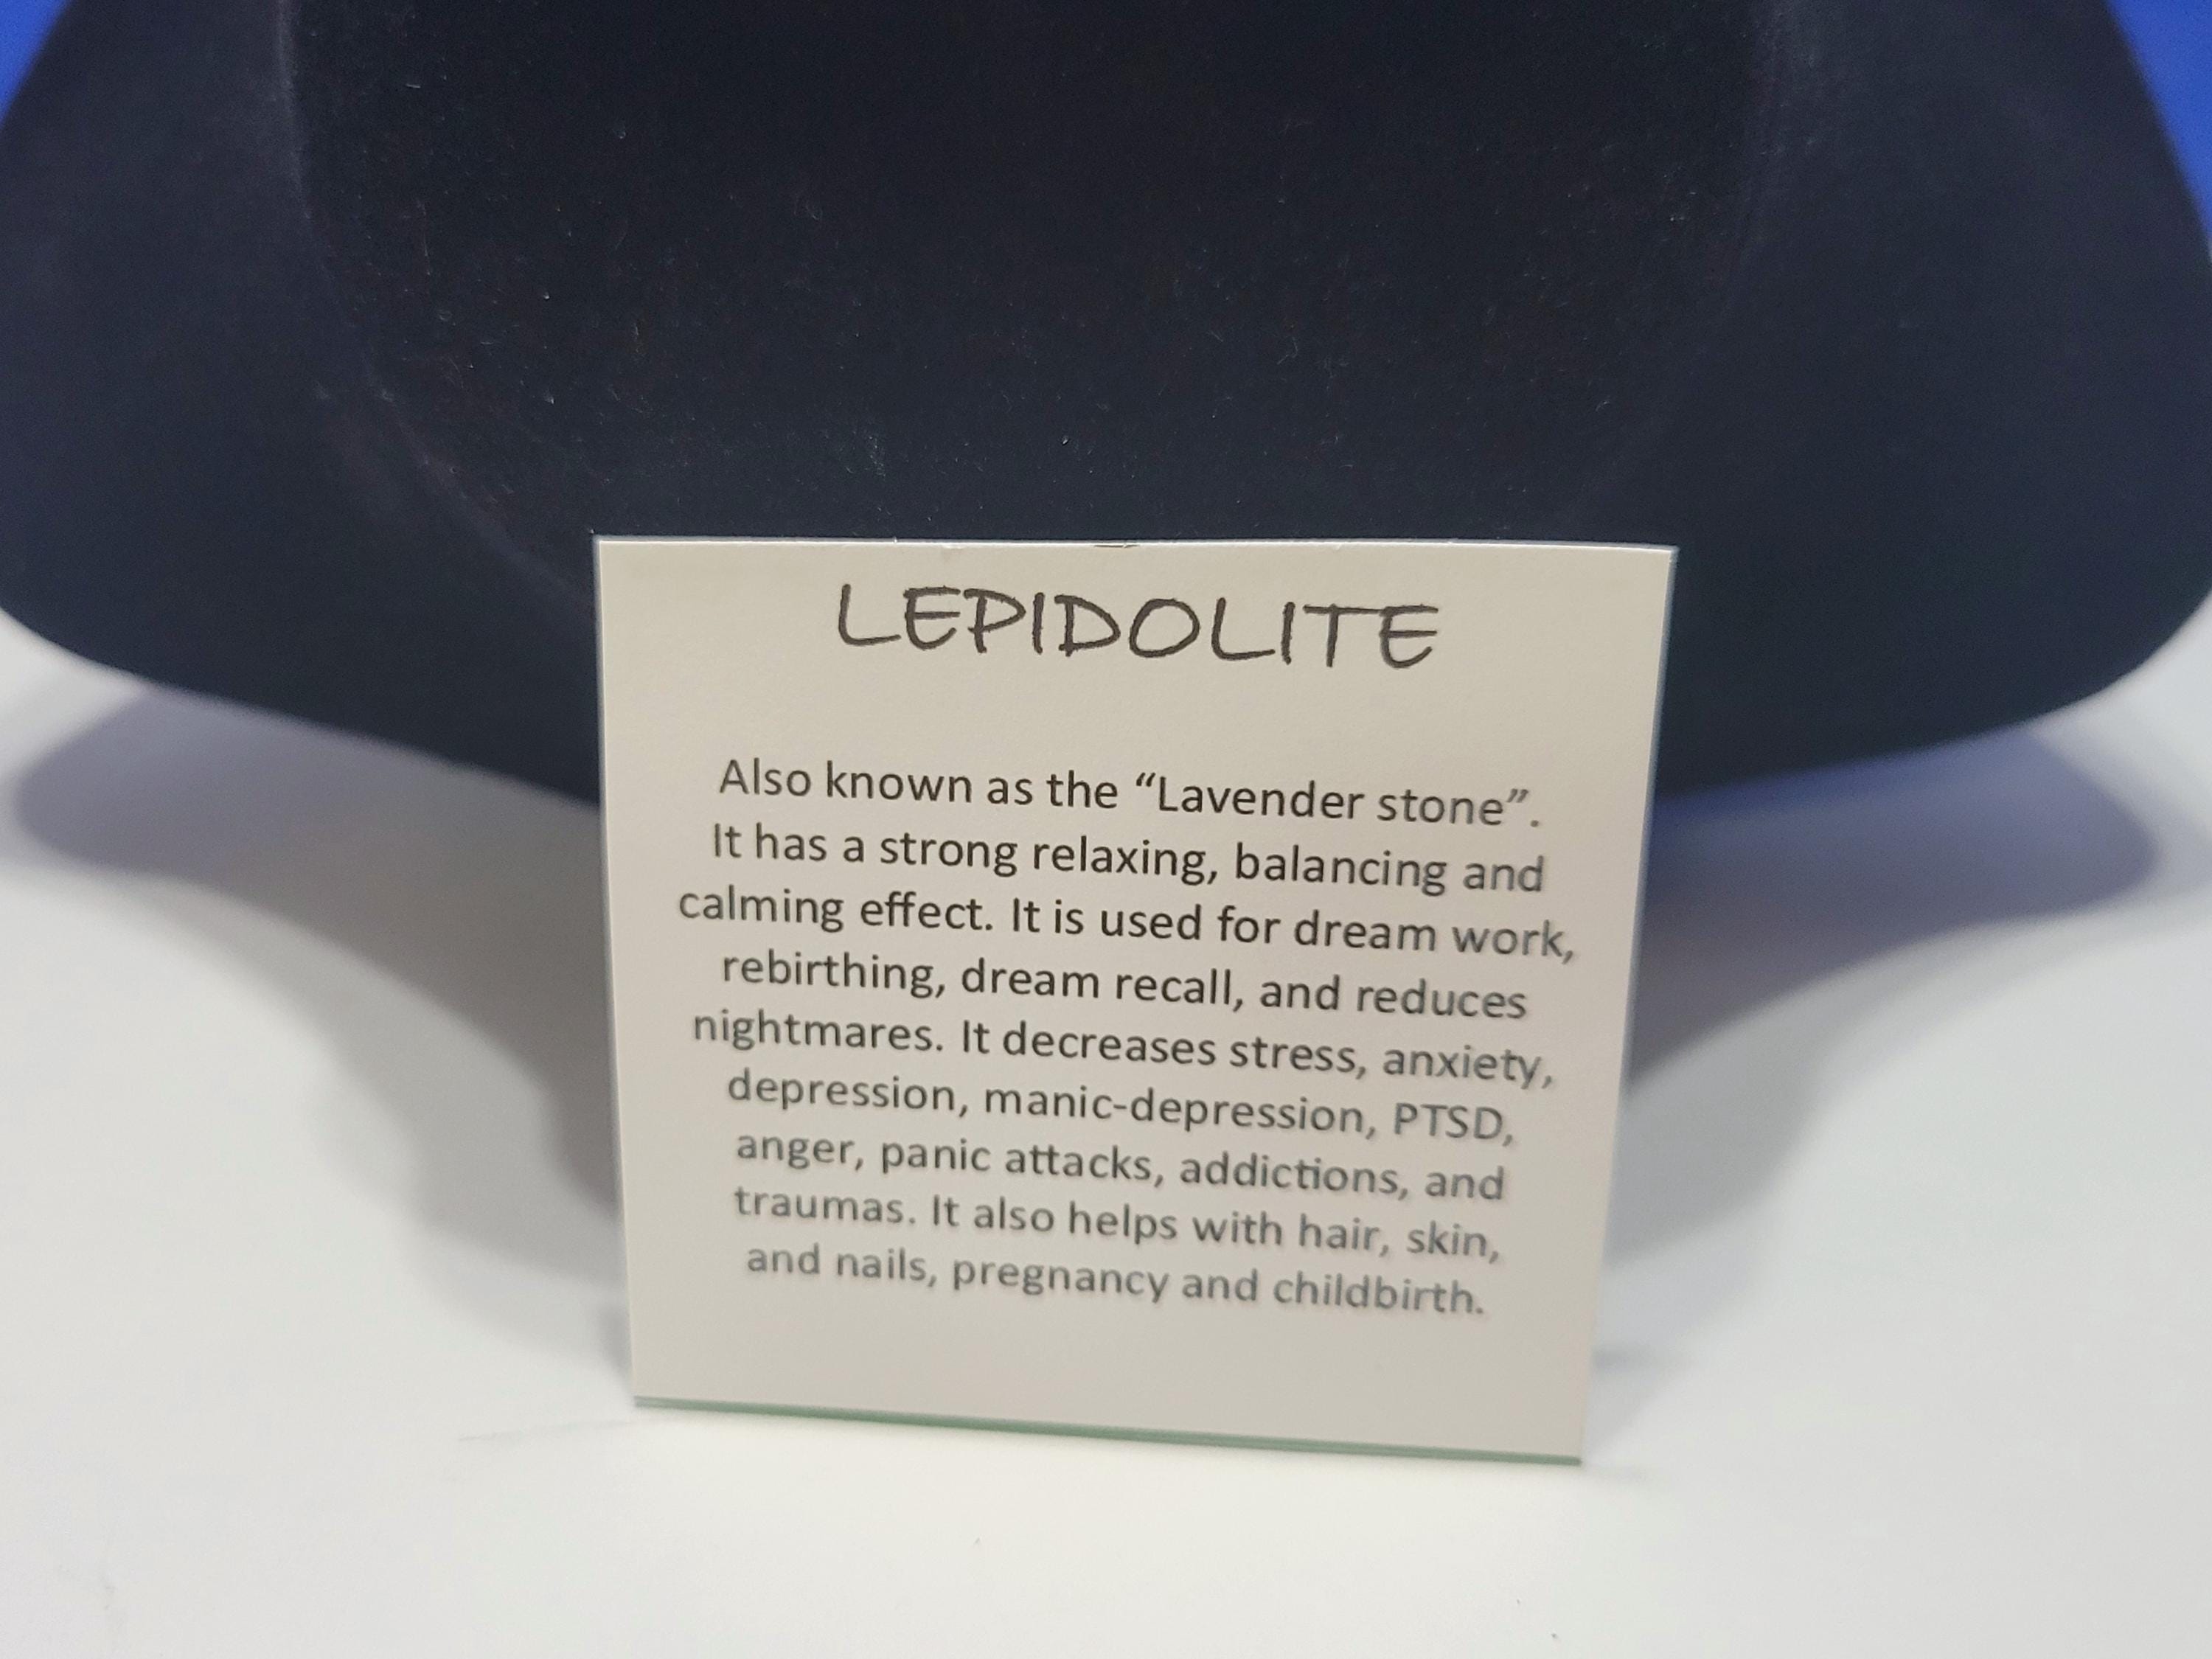 LEPIDOLITE
Also known as the “Lavender stone”.
It has a strong relaxing, balancing and
calming effect. It is used for dream work,
rebirthing, dream recall, and reduces
nightmares. It decreases stress, anxiety,
depression, manic-depression, PTSD,
anger, panic attacks, addictions, and
traumas. It also helps with hair, skin,
and nails, pregnancy and childbirth.